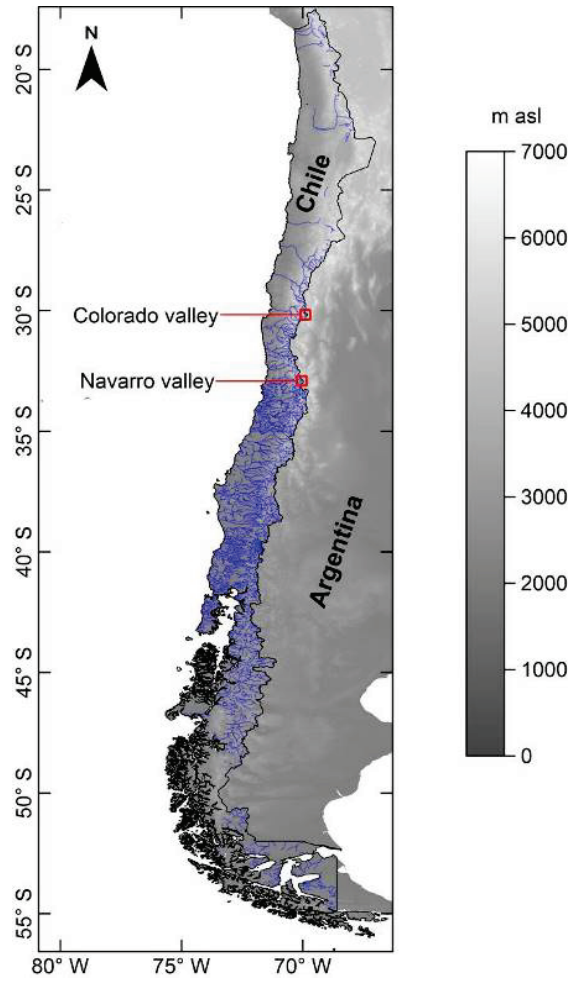 N
20° S
25° S
30° S
35° S
40° S
45° S
50° S
55° S
80° W
75° W
70° W
Chile
Argentina
Colorado valley
Navarro valley
m asl
7000
6000
5000
4000
3000
2000
1000
0